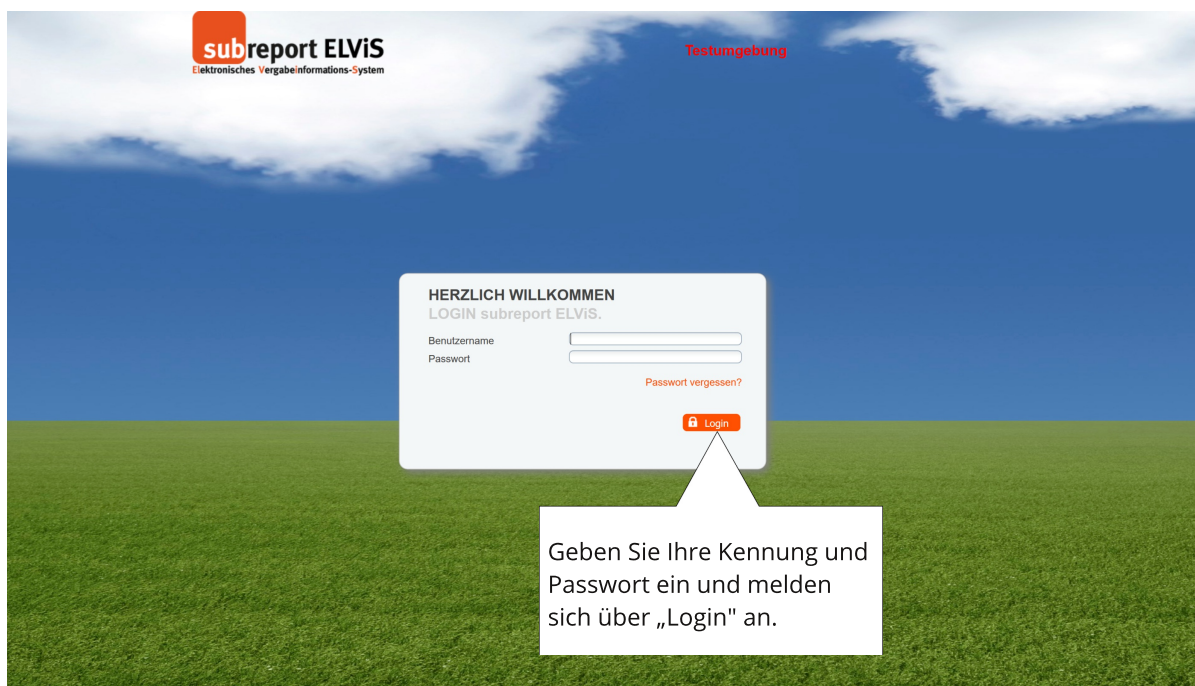 subreport ELViS
Elektronisches Vergabeinformations-System
Testumgebung
HERZLICH WILLKOMMEN
LOGIN subreport ELViS.
Benutzername
Passwort
Passwort vergessen?
Login
Geben Sie Ihre Kennung und
Passwort ein und melden
sich über „Login" an.